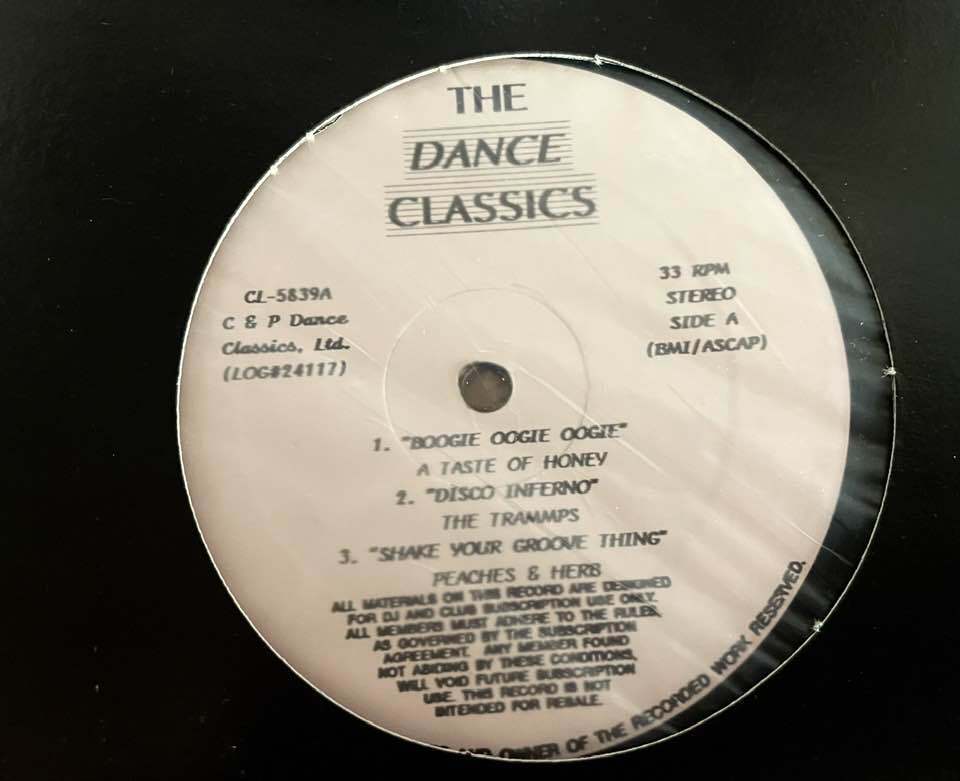 THE
DANCE
CLASSICS
CL-5839A
C & P Dance
Classics, Ltd.
(LOG#24117)
33 RPM
STEREO
SIDE A
(BMI/ASCAP)
1. "BOOGIE OOGIE OOGIE"
A TASTE OF HONEY
2. "DISCO INFERNO"
THE TRAMMPS
3. "SHAKE YOUR GROOVE THING"
PEACHES & HERB
ALL MATERIALS ON THIS RECORD ARE DESIGNED
FOR DJ AND CLUB SUBSCRIPTION USE ONLY.
ALL MEMBERS MUST ADHERE TO THE RULES,
AS GOVERNED BY THE SUBSCRIPTION
AGREEMENT. ANY MEMBER FOUND
NOT ABIDING BY THESE CONDITIONS,
WILL VOID FUTURE SUBSCRIPTION
USE. THIS RECORD IS NOT
INTENDED FOR RESALE.
AND OWNER OF THE RECORDED WORK RESERVED.